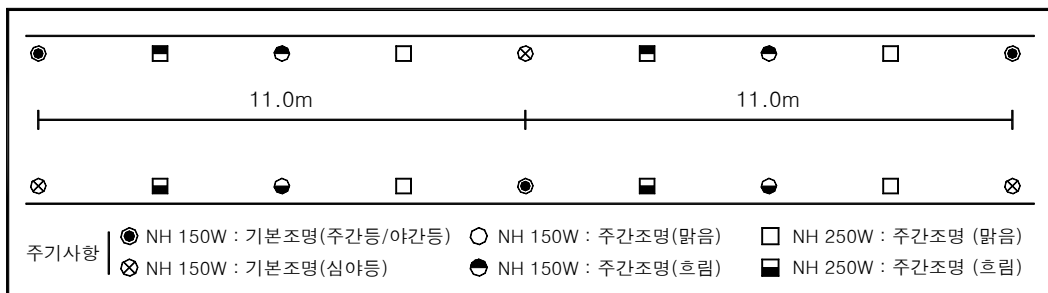 11.0m 11.0m
주기사항
NH 150W : 기본조명(주간등/야간등) NH 150W : 주간조명(맑음) NH 250W : 주간조명 (맑음)
NH 150W : 기본조명(심야등) NH 150W : 주간조명(흐림) NH 250W : 주간조명 (흐림)